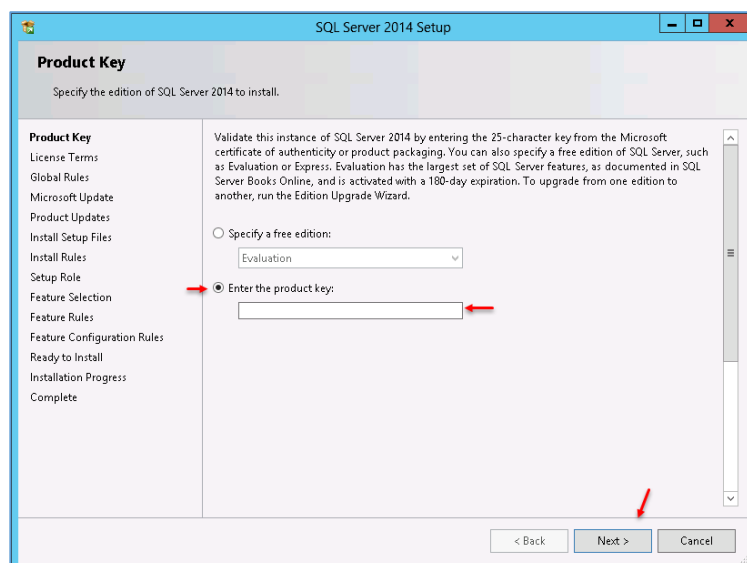 SQL Server 2014 Setup
Product Key
Specify the edition of SQL Server 2014 to install.
Product Key
License Terms
Global Rules
Microsoft Update
Product Updates
Install Setup Files
Install Rules
Setup Role
Feature Selection
Feature Rules
Feature Configuration Rules
Ready to Install
Installation Progress
Complete
Validate this instance of SQL Server 2014 by entering the 25-character key from the Microsoft
certificate of authenticity or product packaging. You can also specify a free edition of SQL Server, such
as Evaluation or Express. Evaluation has the largest set of SQL Server features, as documented in SQL
Server Books Online, and is activated with a 180-day expiration. To upgrade from one edition to
another, run the Edition Upgrade Wizard.
Specify a free edition:
Evaluation
Enter the product key:
< Back
Next >
Cancel